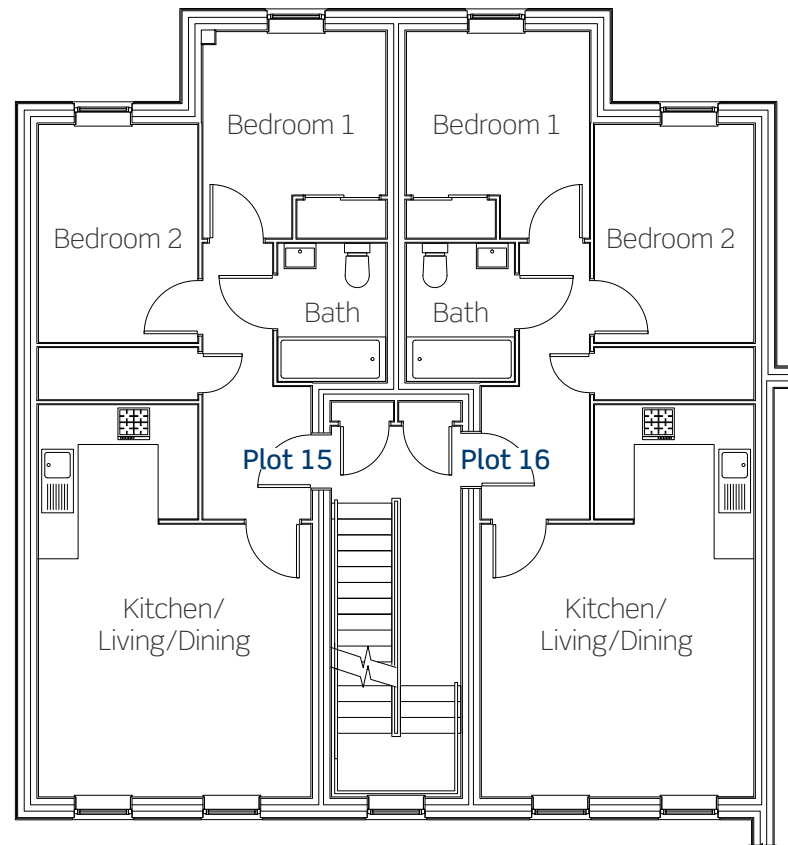 Bedroom 1
Bedroom 1
Bedroom 2
Bedroom 2
Bath
Bath
Plot 15
Plot 16
Kitchen/
Living/Dining
Kitchen/
Living/Dining